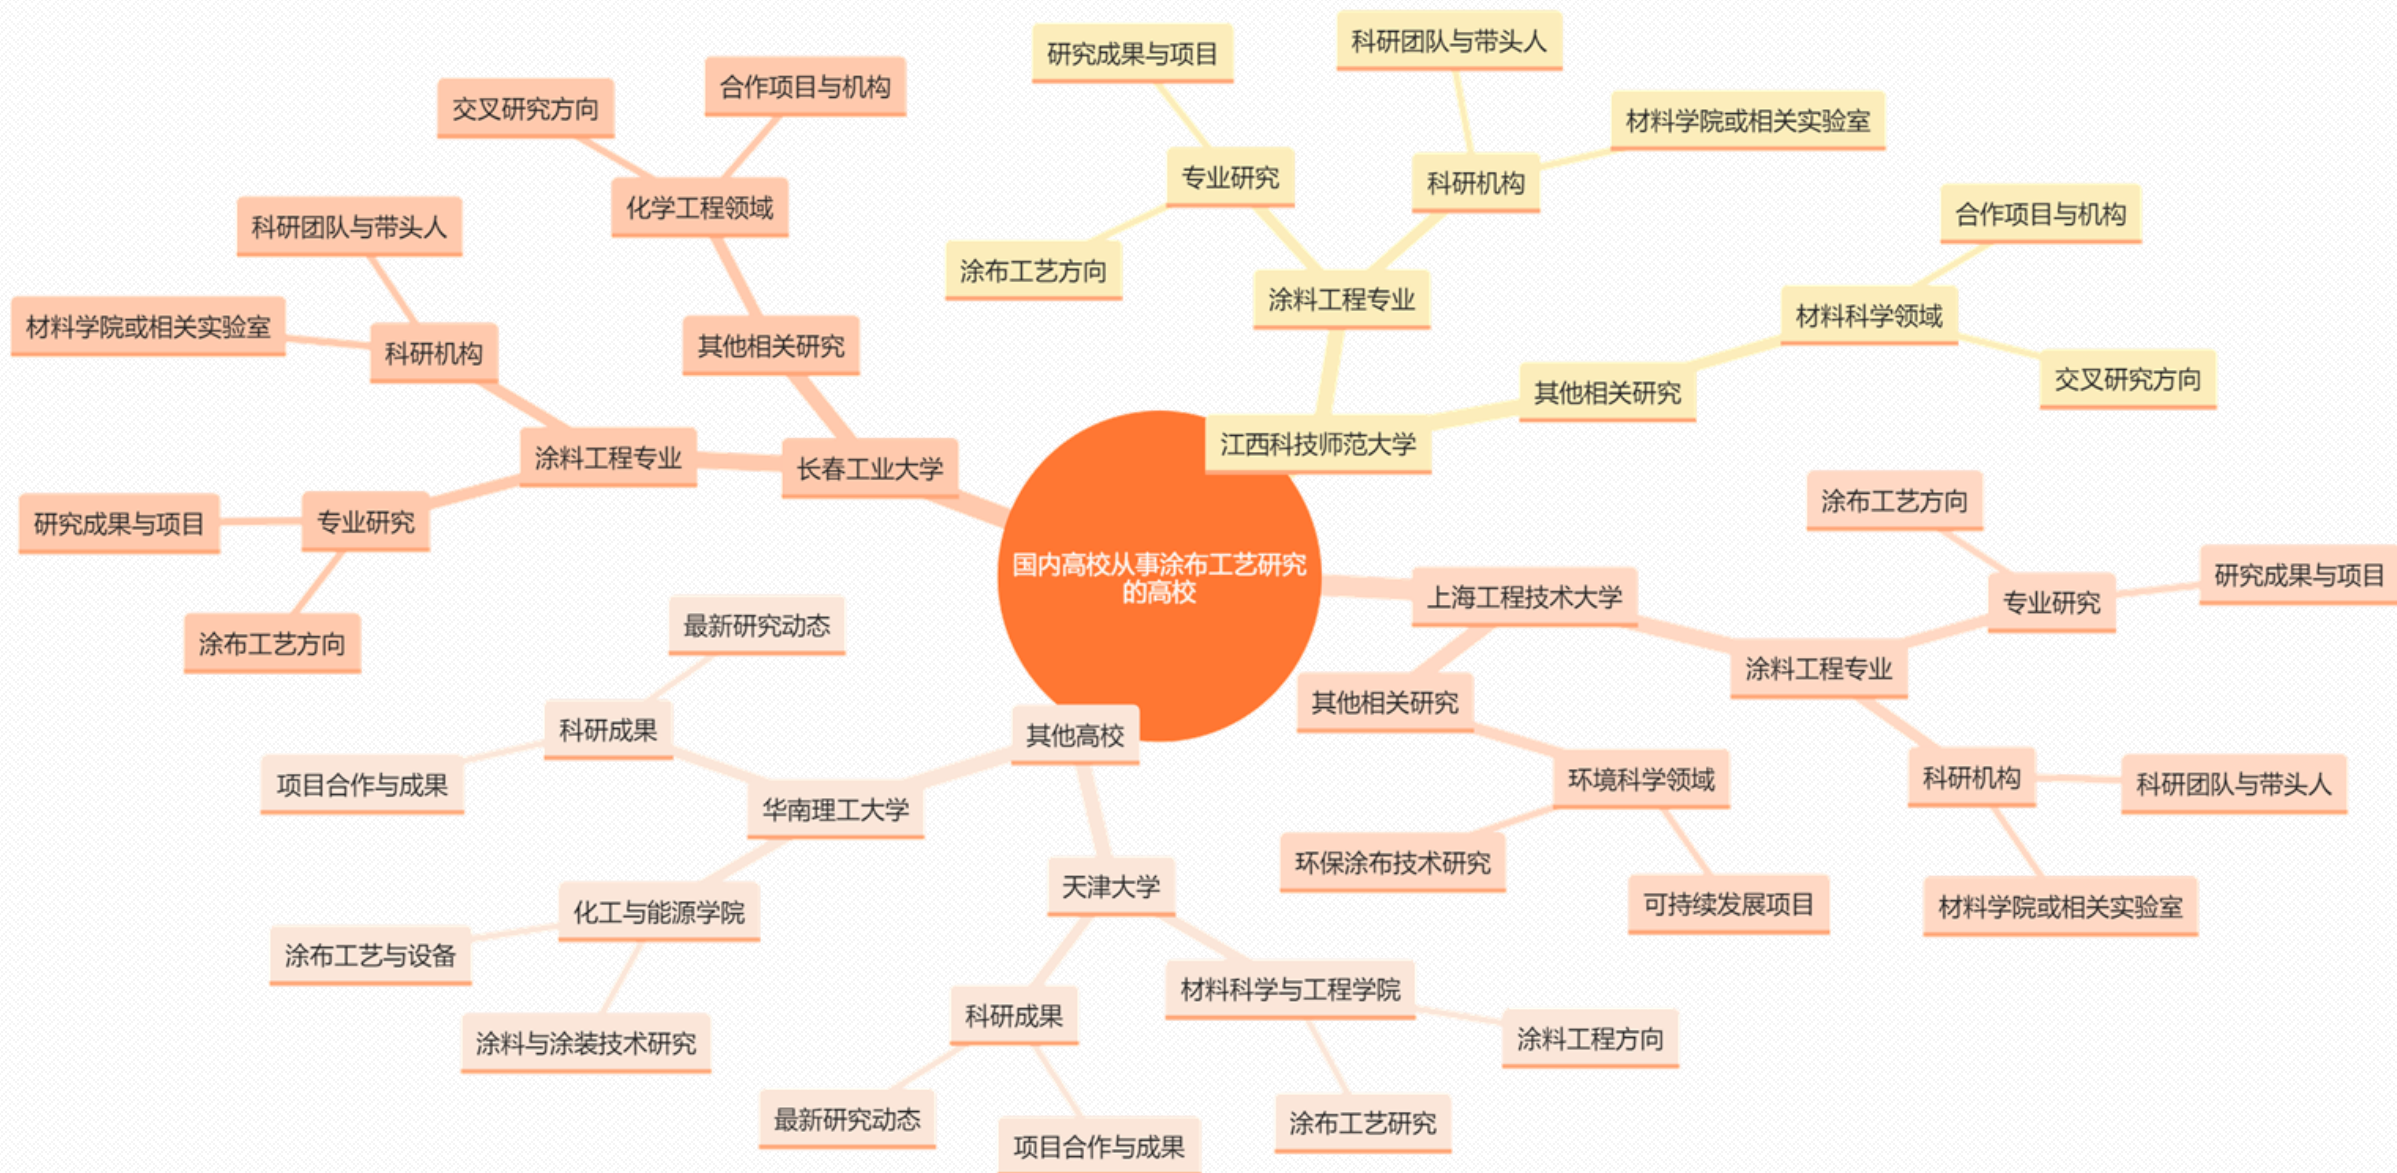 国内高校从事涂布工艺研究
的高校
江西科技师范大学
涂料工程专业
专业研究
研究成果与项目
涂布工艺方向
科研机构
科研团队与带头人
材料学院或相关实验室
其他相关研究
材料科学领域
合作项目与机构
交叉研究方向
上海工程技术大学
涂料工程专业
专业研究
涂布工艺方向
研究成果与项目
科研机构
科研团队与带头人
材料学院或相关实验室
其他相关研究
环境科学领域
环保涂布技术研究
可持续发展项目
其他高校
天津大学
材料科学与工程学院
涂料工程方向
涂布工艺研究
科研成果
最新研究动态
项目合作与成果
华南理工大学
化工与能源学院
涂布工艺与设备
涂料与涂装技术研究
科研成果
最新研究动态
项目合作与成果
长春工业大学
涂料工程专业
专业研究
研究成果与项目
涂布工艺方向
科研机构
科研团队与带头人
材料学院或相关实验室
其他相关研究
化学工程领域
交叉研究方向
合作项目与机构